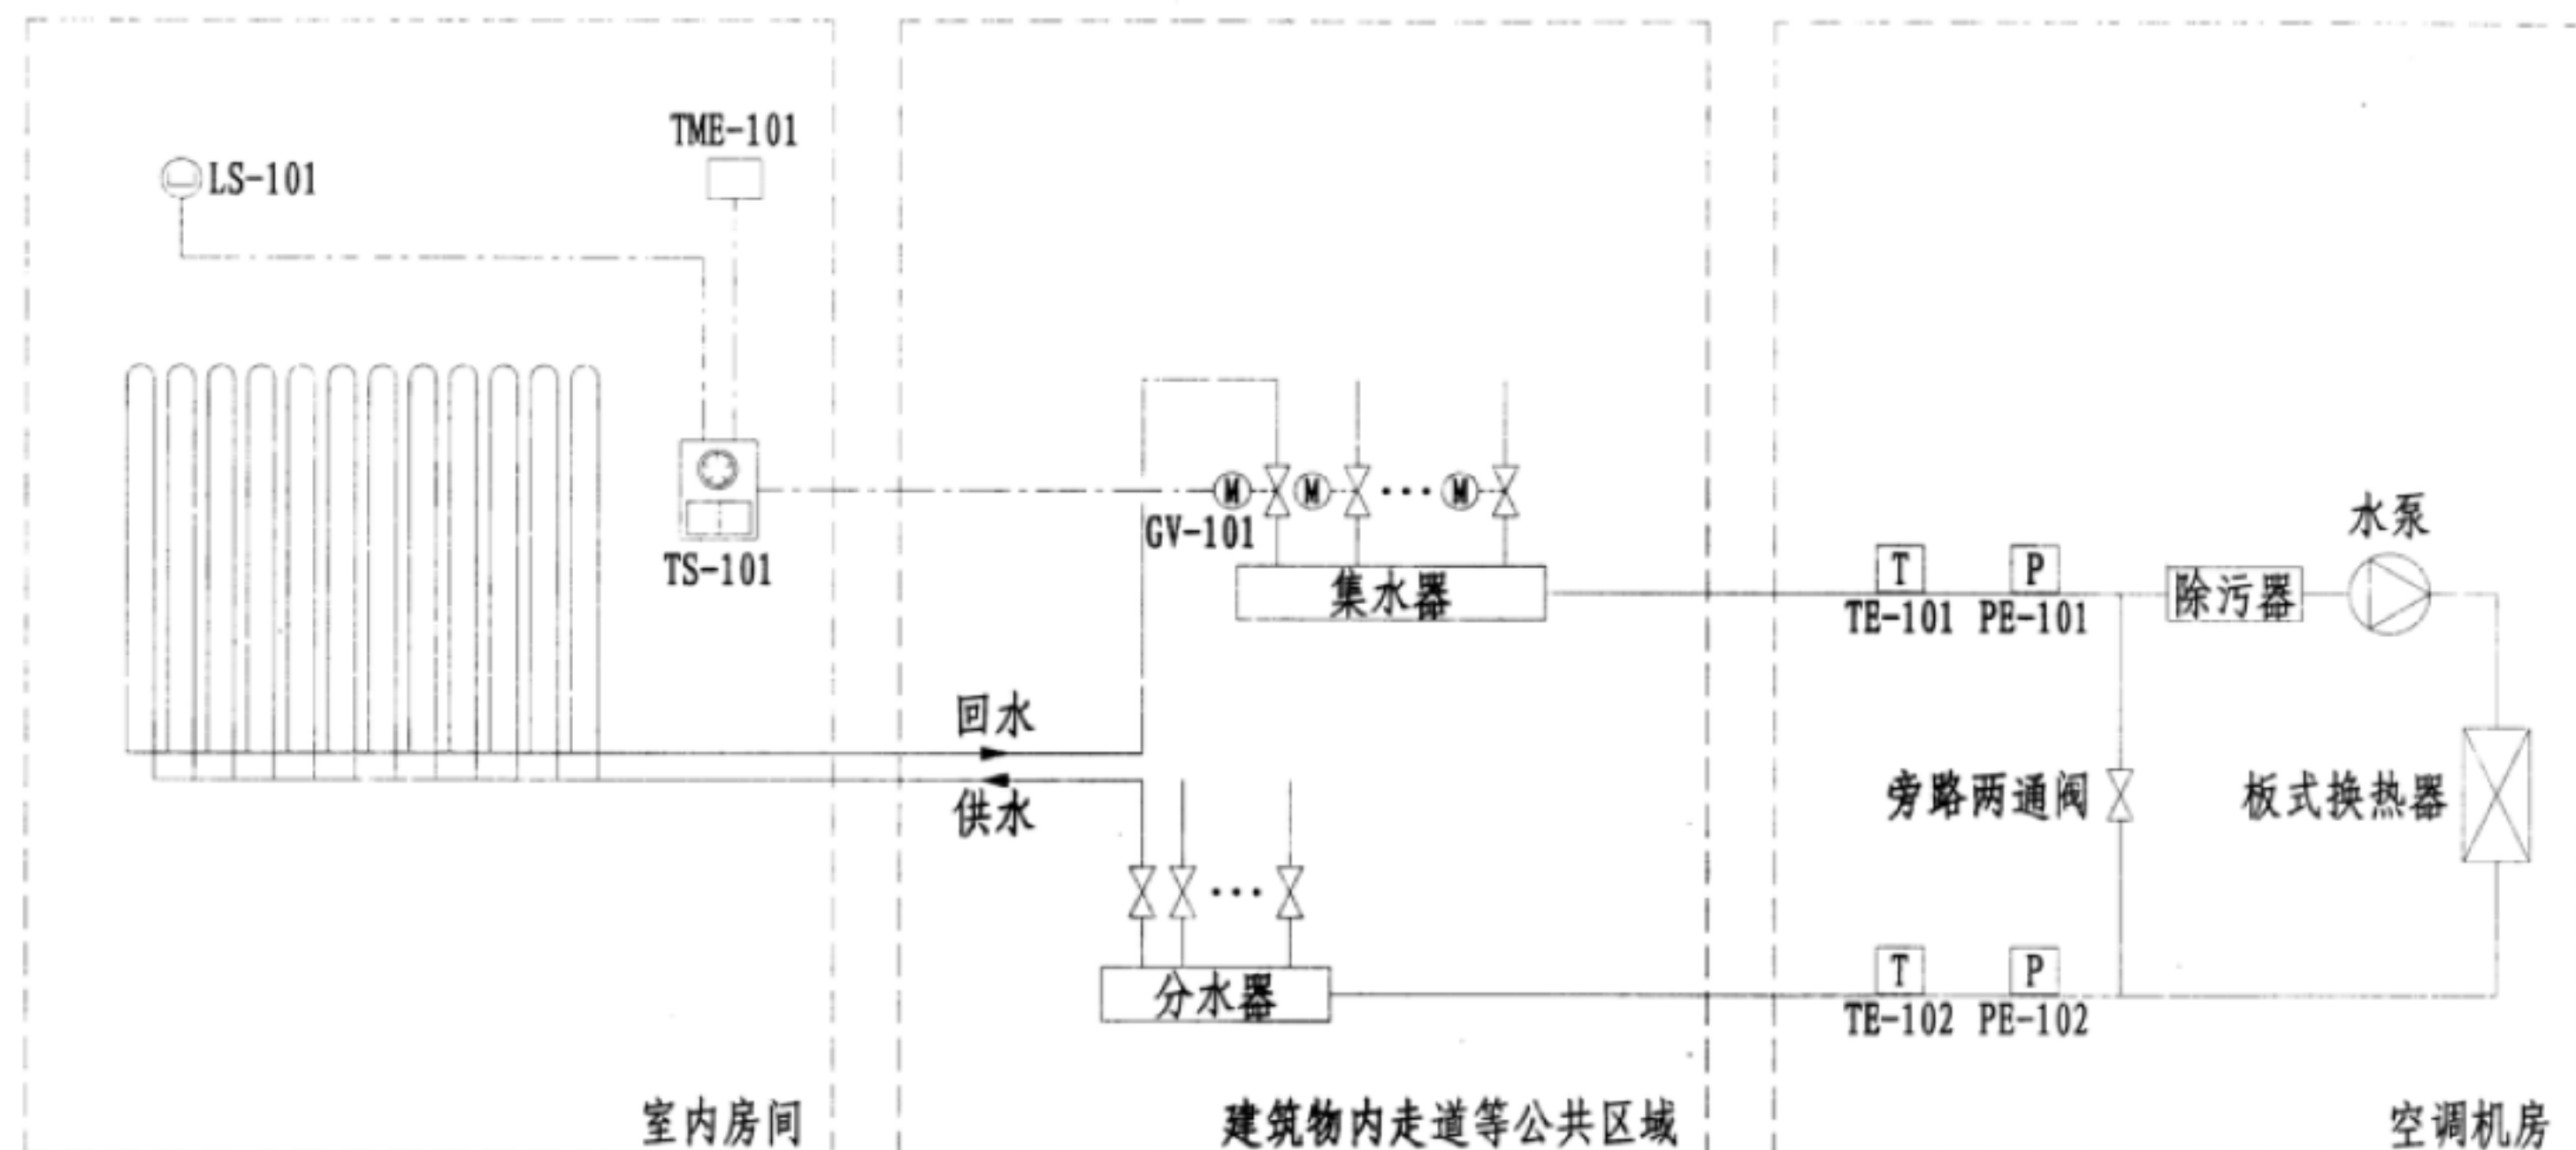 TME-101
LS-101
TS-101
M
M
M
GV-101
集水器
回水
供水
分水器
T
P
TE-101
PE-101
除污器
水泵
旁路两通阀
板式换热器
T
P
TE-102
PE-102
室内房间
建筑物内走道等公共区域
空调机房